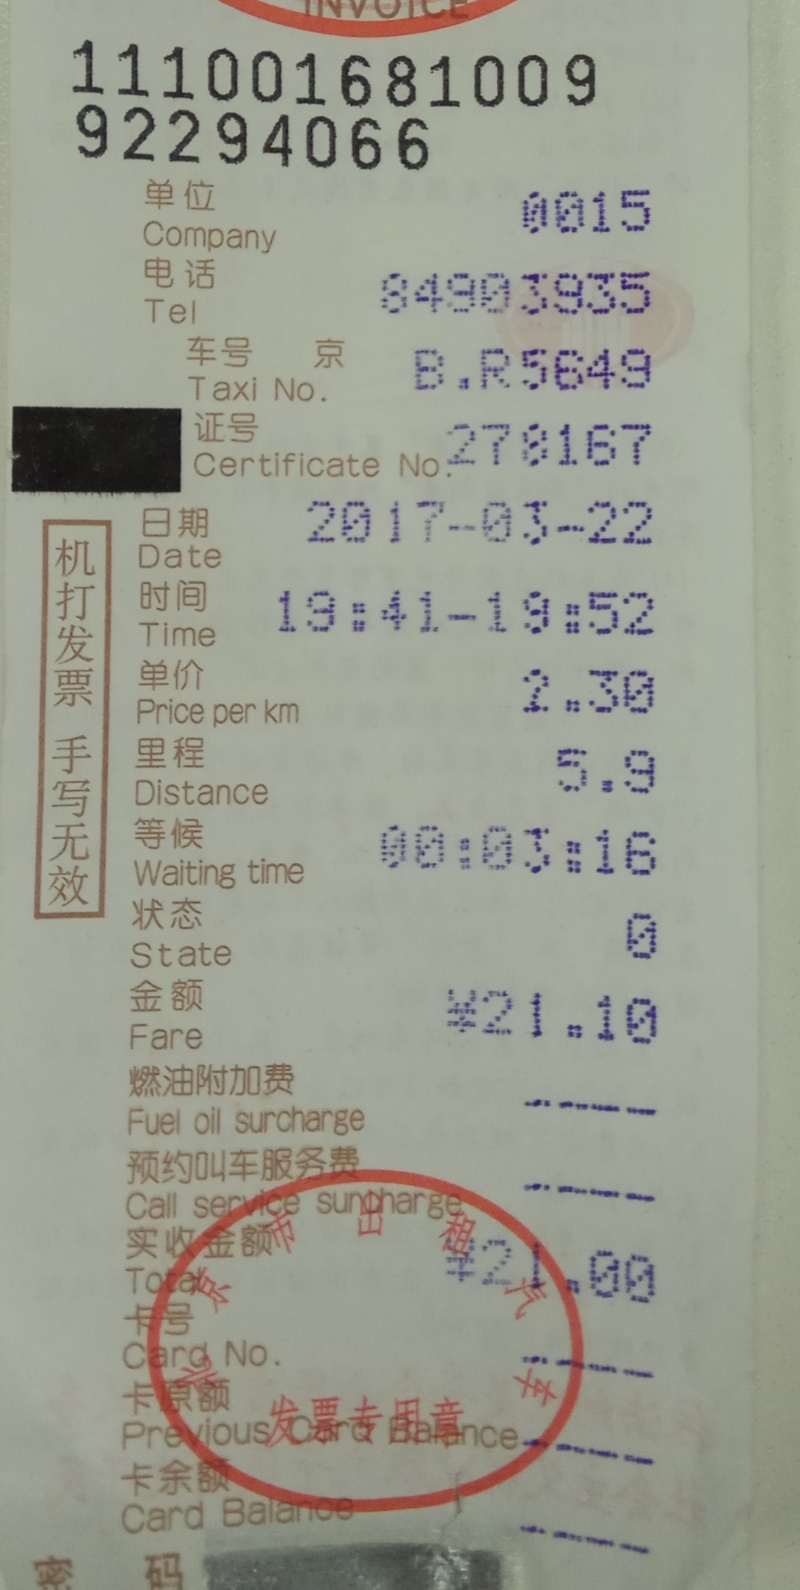 INVOICE
111001681009
92294066
单位 0015
Company
电话 84903935
Tel
车号 京 B.R5649
Taxi No.
证号 278167
Certificate No.
日期 2017-03-22
Date
时间 19:41-19:52
Time
单价 2.30
Price per km
里程 5.9
Distance
等候 00:03:16
Waiting time
状态 0
State
金额 ¥21.10
Fare
燃油附加费 -----
Fuel oil surcharge
预约叫车服务费 -----
Call service surcharge
实收金额 ¥21.00
Total
卡号
Card No. -----
卡原额
Previous Card Balance -----
卡余额
Card Balance -----
密 码
机打发票 手写无效
北京市出租汽车
发票专用章